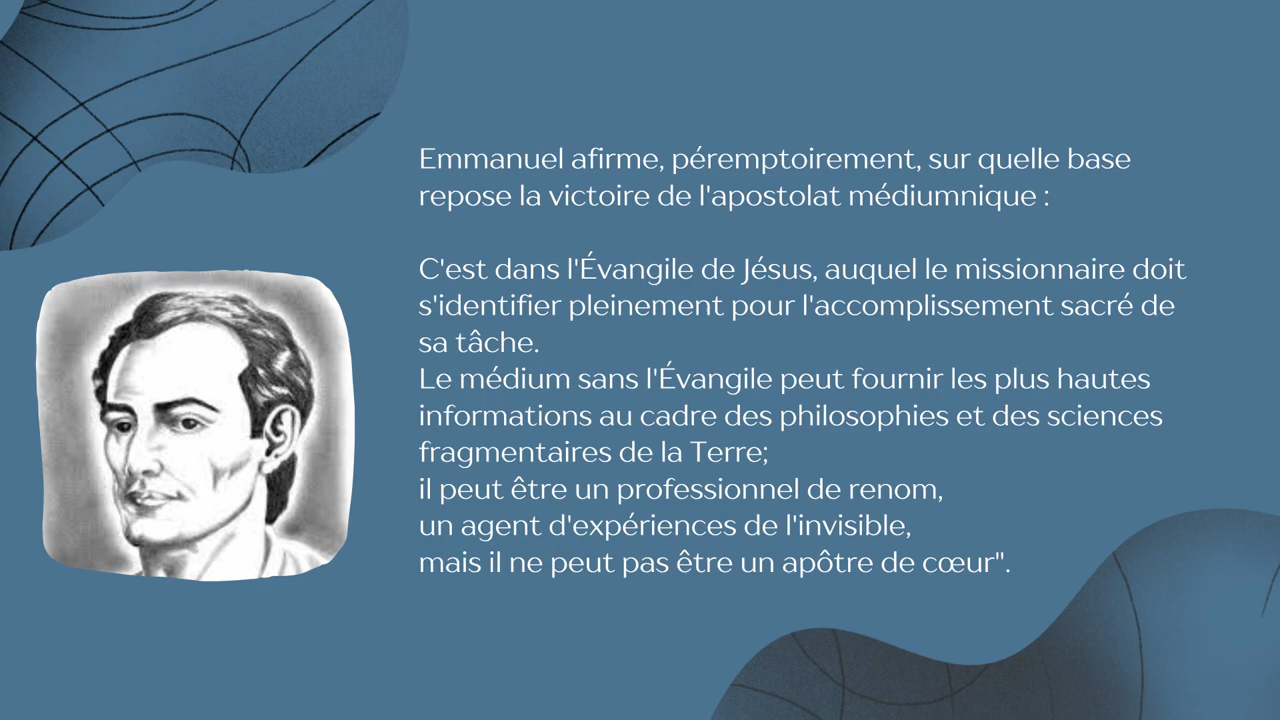 Emmanuel afirme, péremptoirement, sur quelle base
repose la victoire de l'apostolat médiumnique :
C'est dans l'Évangile de Jésus, auquel le missionnaire doit
s'identifier pleinement pour l'accomplissement sacré de
sa tâche.
Le médium sans l'Évangile peut fournir les plus hautes
informations au cadre des philosophies et des sciences
fragmentaires de la Terre;
il peut être un professionnel de renom,
un agent d'expériences de l'invisible,
mais il ne peut pas être un apôtre de cœur".